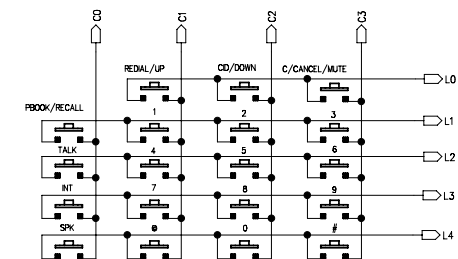 C0 C1 C2 C3
REDIAL/UP CD/DOWN C/CANCEL/MUTE L0
PBOOK/RECALL 1 2 3 L1
TALK 4 5 6 L2
INT 7 8 9 L3
SPK @ 0 # L4